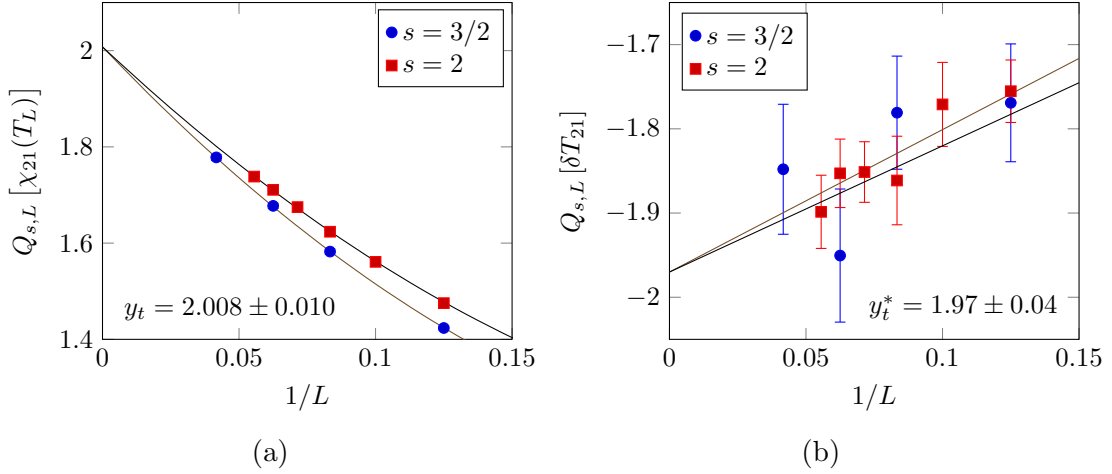 2
1.8
1.6
1.4
0
0.05
0.1
0.15
1/L
Q_{s,L} [χ_{21}(T_L)]
s = 3/2
s = 2
y_t = 2.008 ± 0.010
(a)
−1.7
−1.8
−1.9
−2
0
0.05
0.1
0.15
1/L
Q_{s,L} [δT_{21}]
s = 3/2
s = 2
y_t^* = 1.97 ± 0.04
(b)